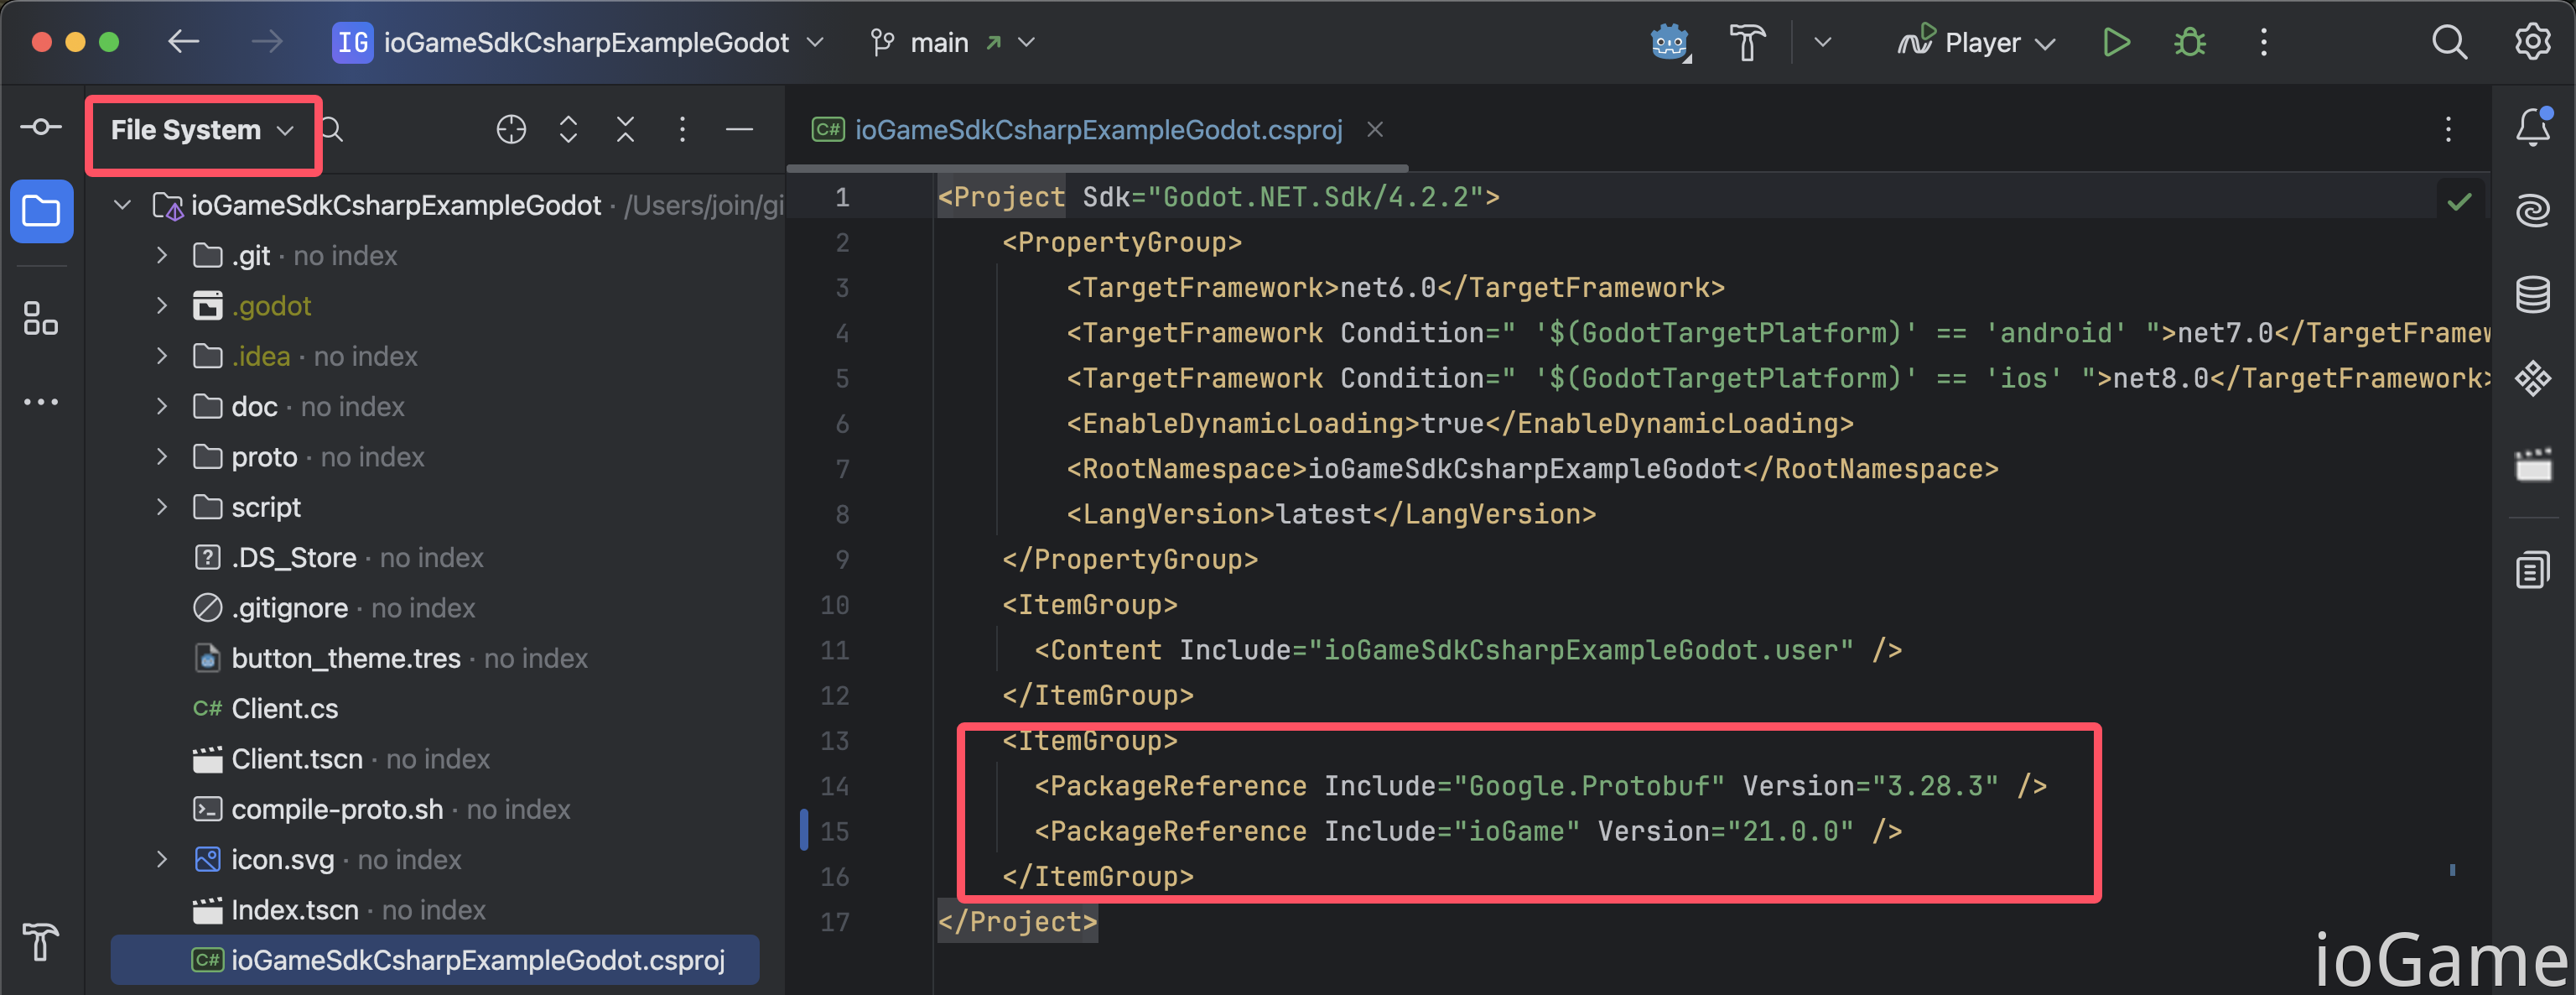 IG ioGameSdkCsharpExampleGodot main Player
File System
ioGameSdkCsharpExampleGodot · /Users/join/gi
.git · no index
.godot
.idea · no index
doc · no index
proto · no index
script
.DS_Store · no index
.gitignore · no index
button_theme.tres · no index
C# Client.cs
Client.tscn · no index
compile-proto.sh · no index
icon.svg · no index
Index.tscn · no index
C# ioGameSdkCsharpExampleGodot.csproj
C# ioGameSdkCsharpExampleGodot.csproj
1 <Project Sdk="Godot.NET.Sdk/4.2.2">
2 <PropertyGroup>
3 <TargetFramework>net6.0</TargetFramework>
4 <TargetFramework Condition=" '$(GodotTargetPlatform)' == 'android' ">net7.0</TargetFramew
5 <TargetFramework Condition=" '$(GodotTargetPlatform)' == 'ios' ">net8.0</TargetFramework>
6 <EnableDynamicLoading>true</EnableDynamicLoading>
7 <RootNamespace>ioGameSdkCsharpExampleGodot</RootNamespace>
8 <LangVersion>latest</LangVersion>
9 </PropertyGroup>
10 <ItemGroup>
11 <Content Include="ioGameSdkCsharpExampleGodot.user" />
12 </ItemGroup>
13 <ItemGroup>
14 <PackageReference Include="Google.Protobuf" Version="3.28.3" />
15 <PackageReference Include="ioGame" Version="21.0.0" />
16 </ItemGroup>
17 </Project>
ioGame